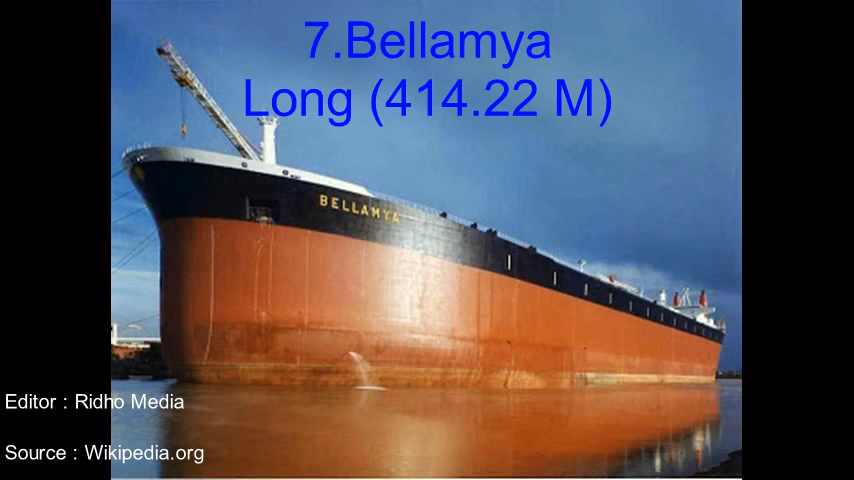 7.Bellamya
Long (414.22 M)
BELLAMYA
Editor : Ridho Media
Source : Wikipedia.org